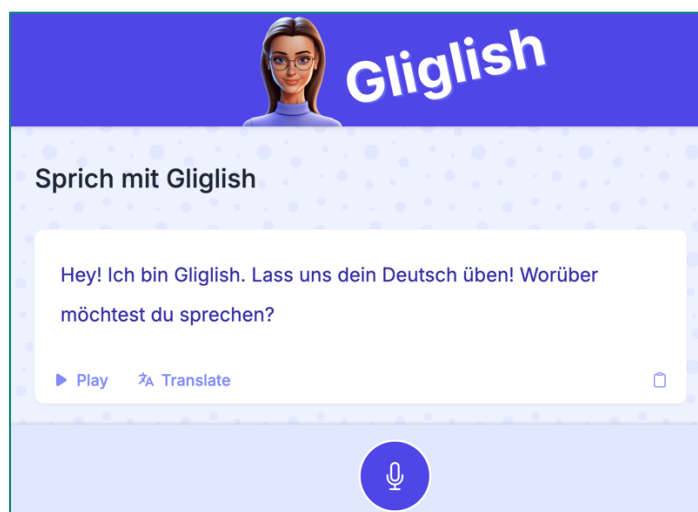 Gliglish
Sprich mit Gliglish
Hey! Ich bin Gliglish. Lass uns dein Deutsch üben! Worüber
möchtest du sprechen?
Play Translate